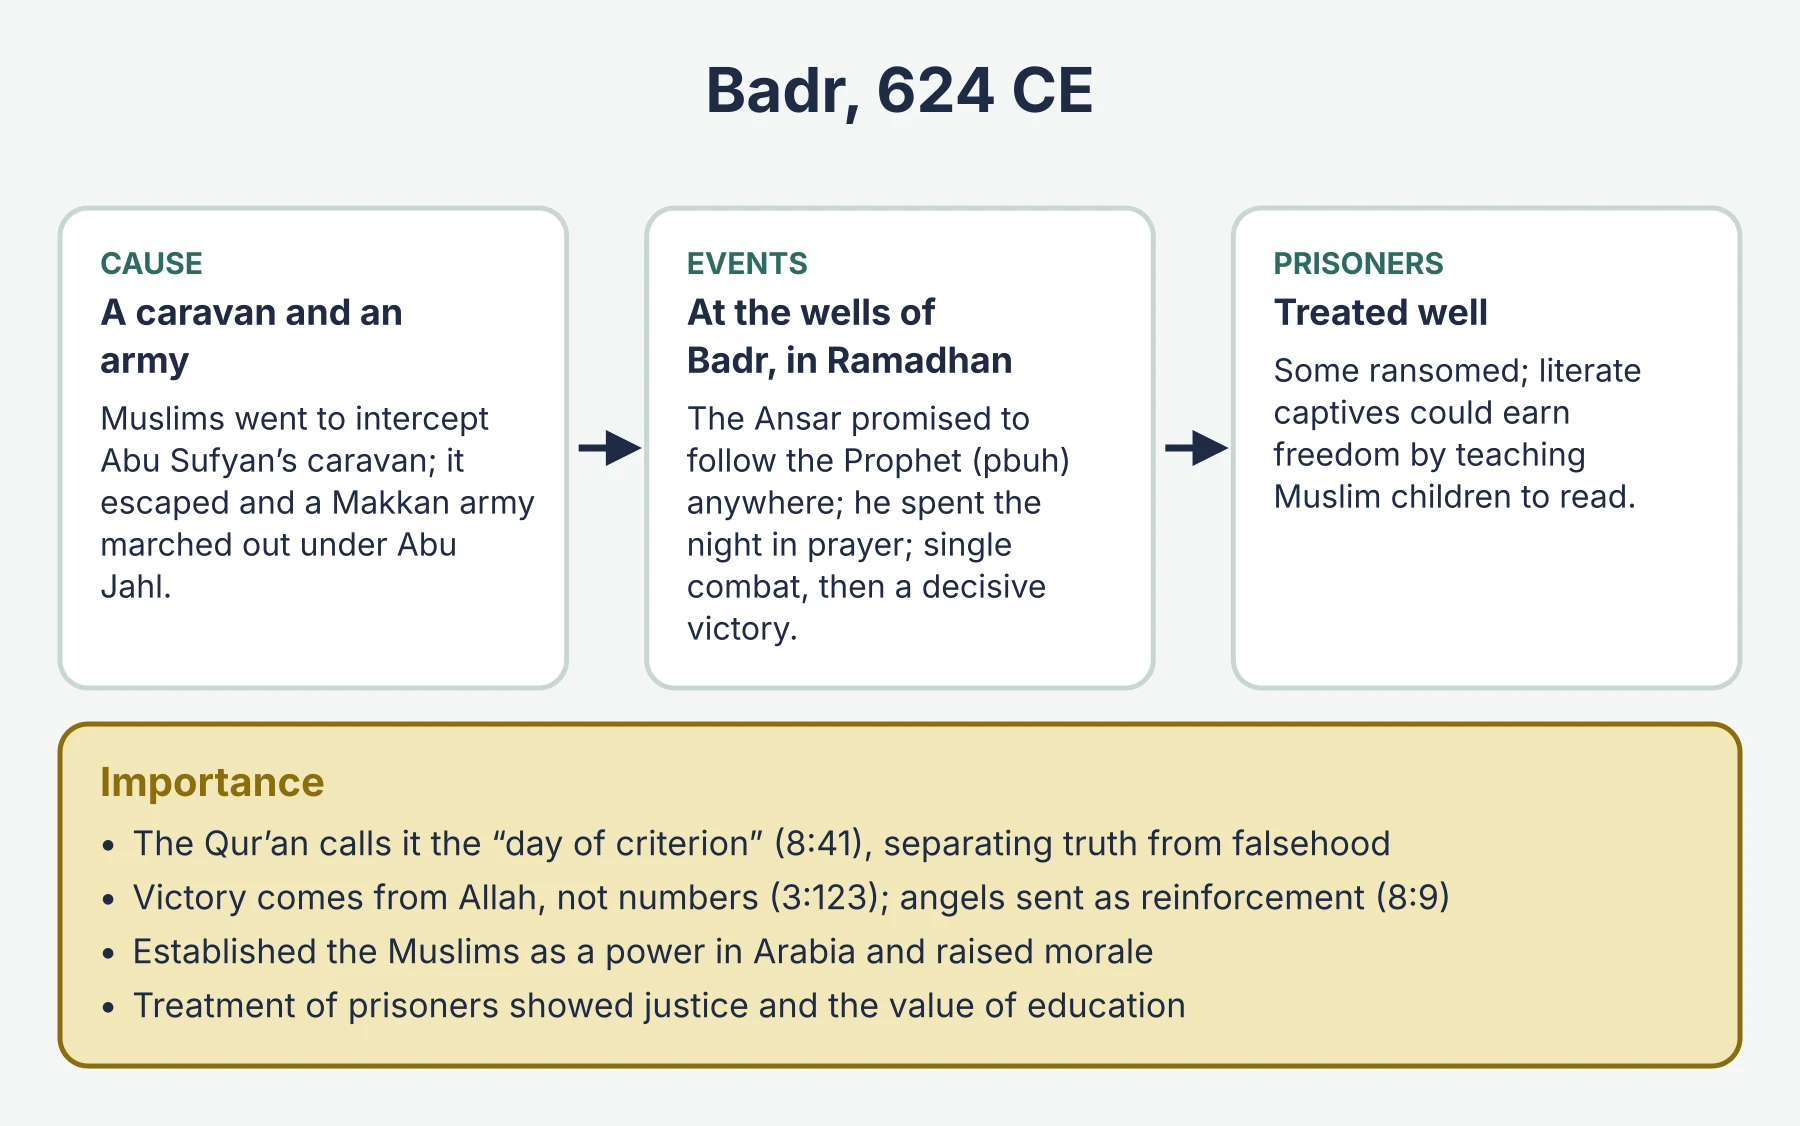 Badr, 624 CE
CAUSE
A caravan and an
army
Muslims went to intercept
Abu Sufyan’s caravan; it
escaped and a Makkan army
marched out under Abu
Jahl.
EVENTS
At the wells of
Badr, in Ramadhan
The Ansar promised to
follow the Prophet (pbuh)
anywhere; he spent the
night in prayer; single
combat, then a decisive
victory.
PRISONERS
Treated well
Some ransomed; literate
captives could earn
freedom by teaching
Muslim children to read.
Importance
• The Qur’an calls it the “day of criterion” (8:41), separating truth from falsehood
• Victory comes from Allah, not numbers (3:123); angels sent as reinforcement (8:9)
• Established the Muslims as a power in Arabia and raised morale
• Treatment of prisoners showed justice and the value of education